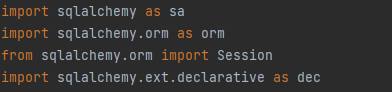 import sqlalchemy as sa
import sqlalchemy.orm as orm
from sqlalchemy.orm import Session
import sqlalchemy.ext.declarative as dec